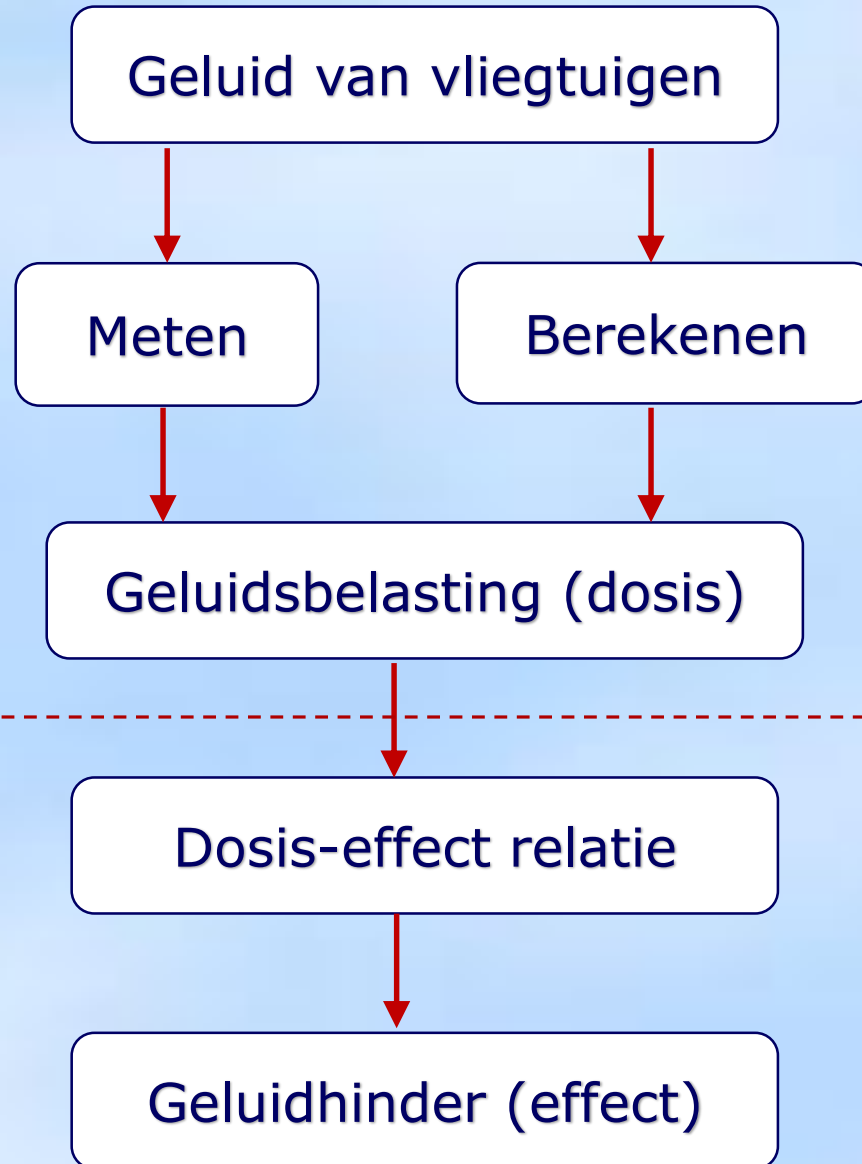 Geluid van vliegtuigen
Meten
Berekenen
Geluidsbelasting (dosis)
Dosis-effect relatie
Geluidhinder (effect)